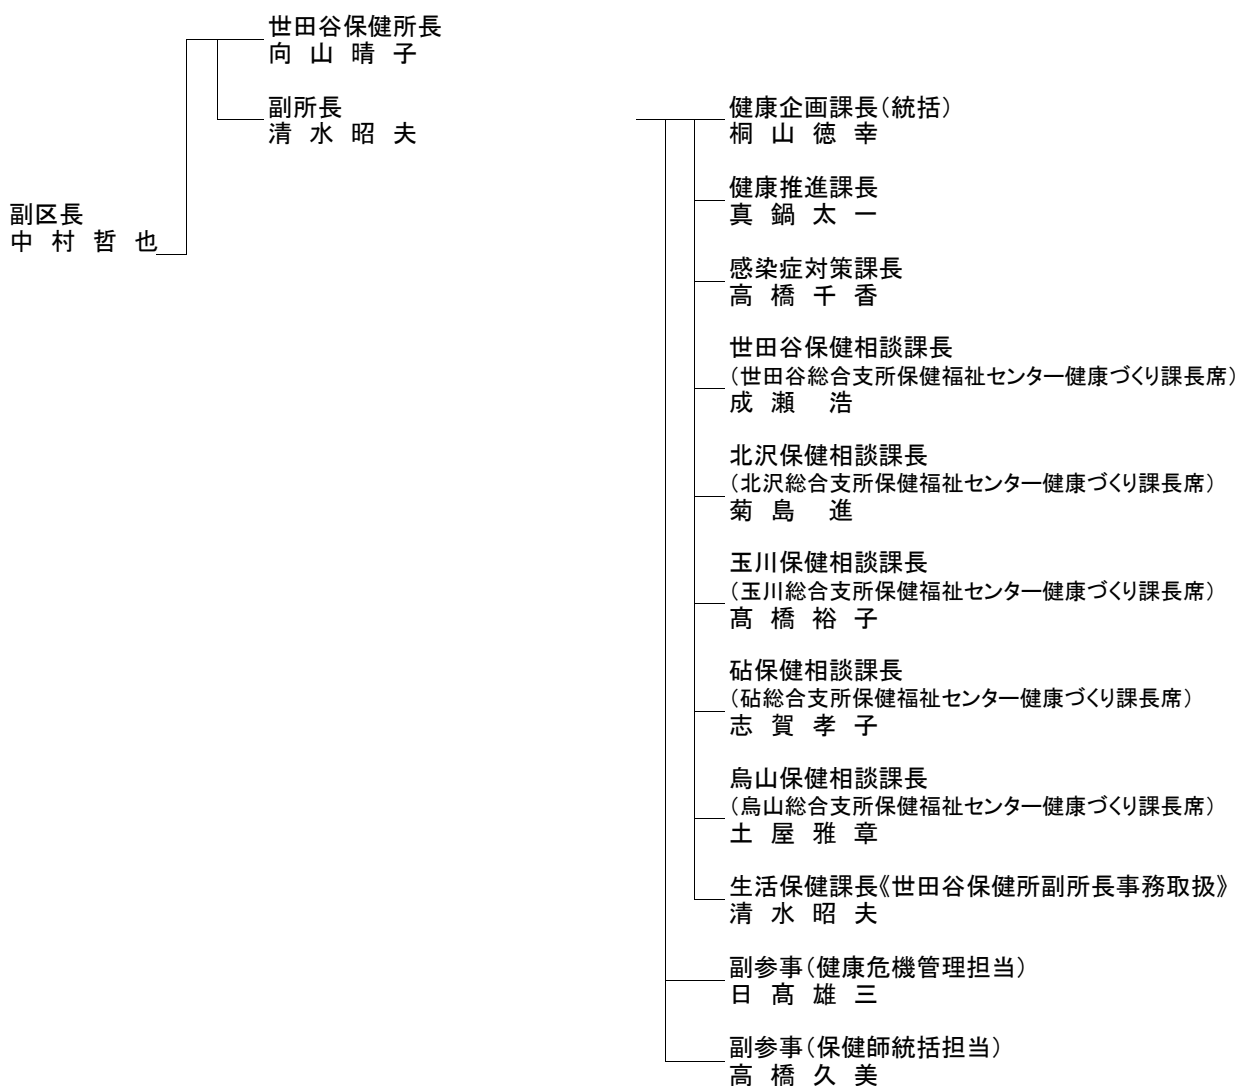 世田谷保健所長
向 山 晴 子
副所長
清 水 昭 夫
副区長
中 村 哲 也
健康企画課長(統括)
桐 山 徳 幸
健康推進課長
真 鍋 太 一
感染症対策課長
高 橋 千 香
世田谷保健相談課長
(世田谷総合支所保健福祉センター健康づくり課長席)
成 瀬 浩
北沢保健相談課長
(北沢総合支所保健福祉センター健康づくり課長席)
菊 島 進
玉川保健相談課長
(玉川総合支所保健福祉センター健康づくり課長席)
髙 橋 裕 子
砧保健相談課長
(砧総合支所保健福祉センター健康づくり課長席)
志 賀 孝 子
烏山保健相談課長
(烏山総合支所保健福祉センター健康づくり課長席)
土 屋 雅 章
生活保健課長《世田谷保健所副所長事務取扱》
清 水 昭 夫
副参事(健康危機管理担当)
日 髙 雄 三
副参事(保健師統括担当)
高 橋 久 美